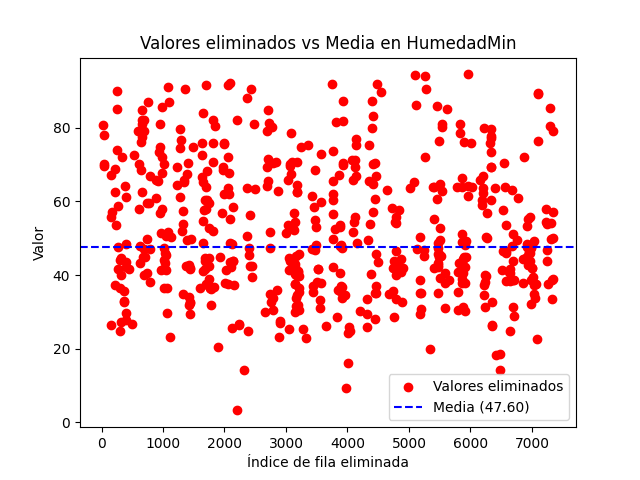 Valores eliminados vs Media en HumedadMin
Valor
80
60
40
20
0
Valores eliminados
Media (47.60)
0 1000 2000 3000 4000 5000 6000 7000
Índice de fila eliminada